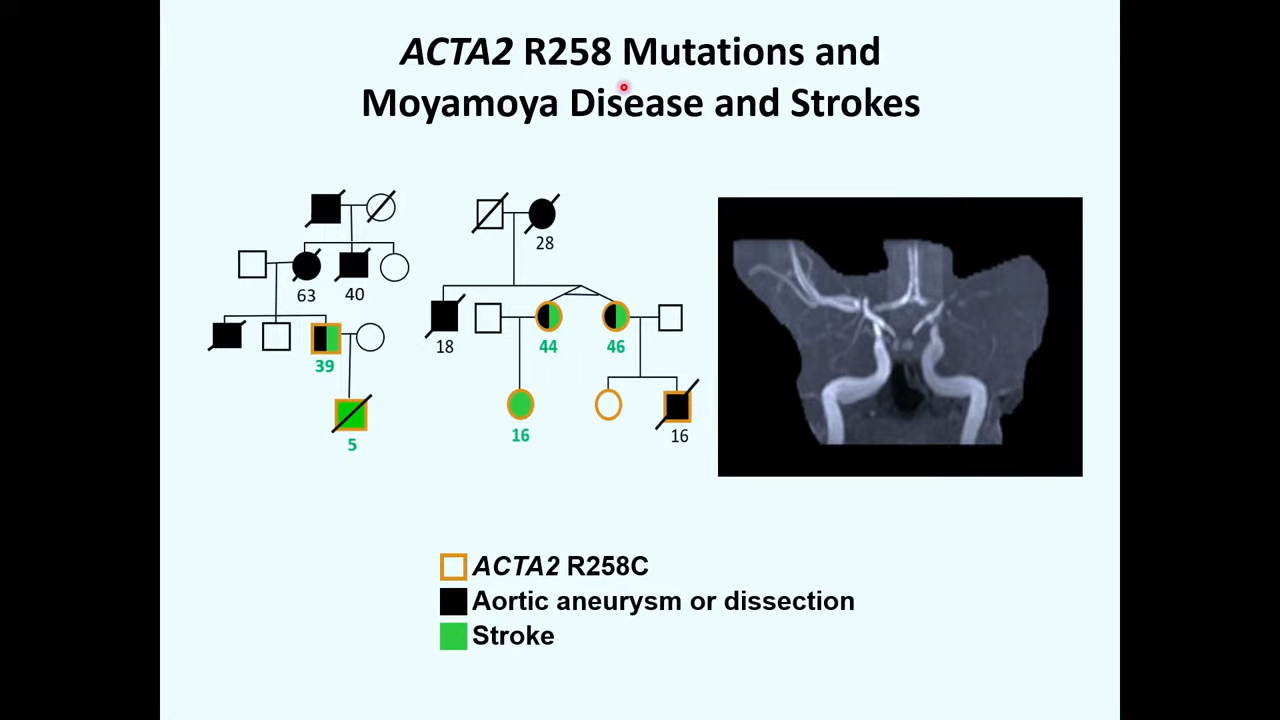 ACTA2 R258 Mutations and
Moyamoya Disease and Strokes
28
63
40
18
44
46
39
16
16
5
ACTA2 R258C
Aortic aneurysm or dissection
Stroke